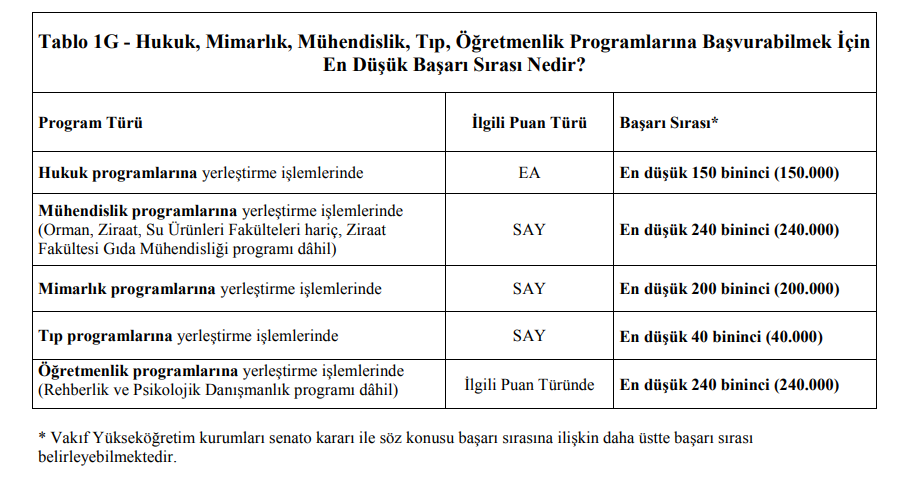 Tablo 1G - Hukuk, Mimarlık, Mühendislik, Tıp, Öğretmenlik Programlarına Başvurabilmek İçin
En Düşük Başarı Sırası Nedir?
Program Türü
İlgili Puan Türü
Başarı Sırası*
Hukuk programlarına yerleştirme işlemlerinde
EA
En düşük 150 bininci (150.000)
Mühendislik programlarına yerleştirme işlemlerinde
(Orman, Ziraat, Su Ürünleri Fakülteleri hariç, Ziraat
Fakültesi Gıda Mühendisliği programı dâhil)
SAY
En düşük 240 bininci (240.000)
Mimarlık programlarına yerleştirme işlemlerinde
SAY
En düşük 200 bininci (200.000)
Tıp programlarına yerleştirme işlemlerinde
SAY
En düşük 40 bininci (40.000)
Öğretmenlik programlarına yerleştirme işlemlerinde
(Rehberlik ve Psikolojik Danışmanlık programı dâhil)
İlgili Puan Türünde
En düşük 240 bininci (240.000)
* Vakıf Yükseköğretim kurumları senato kararı ile söz konusu başarı sırasına ilişkin daha üstte başarı sırası
belirleyebilmektedir.